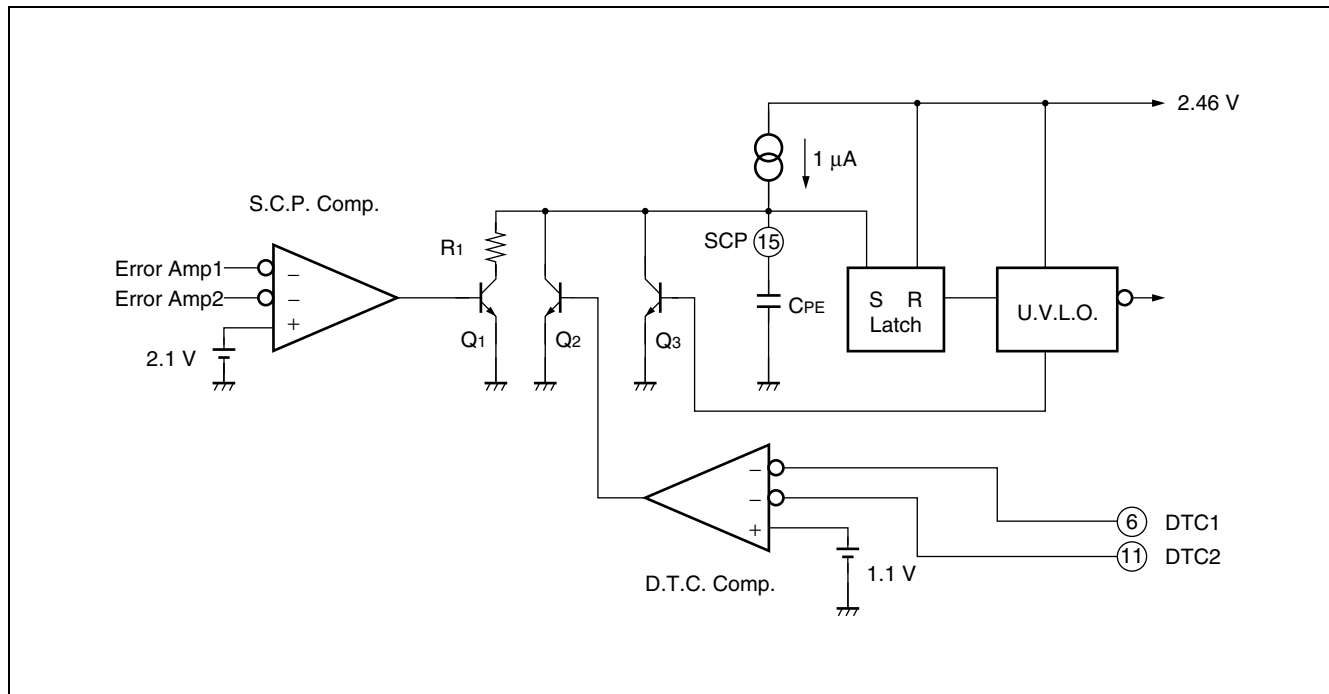 2.46 V
1 μA
S.C.P. Comp.
R1
SCP 15
Error Amp1
Error Amp2
−
−
+
CPE
S R
Latch
U.V.L.O.
Q1
Q2
Q3
2.1 V
−
−
+
6 DTC1
11 DTC2
1.1 V
D.T.C. Comp.